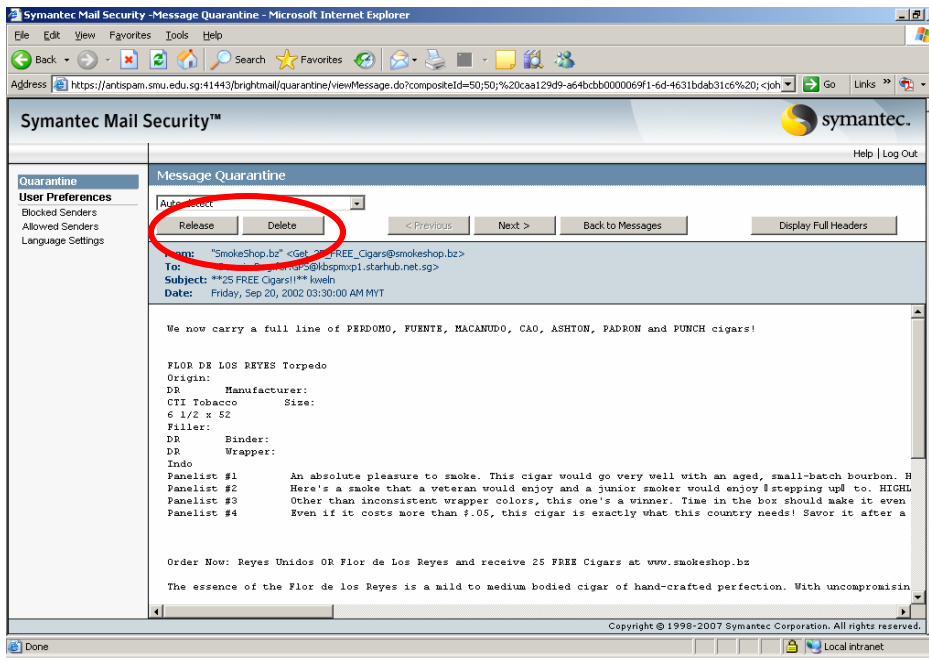 Symantec Mail Security -Message Quarantine - Microsoft Internet Explorer
File Edit View Favorites Tools Help
Back Search Favorites
Address https://antispam.smu.edu.sg:41443/brightmail/quarantine/viewMessage.do?compositeId=50;50;%20caa129d9-a64bcbb0000069f1-6d-4631bdab31c6%20;<joh Go Links »
Symantec Mail Security™ symantec.
Help | Log Out
Quarantine
User Preferences
Blocked Senders
Allowed Senders
Language Settings
Message Quarantine
Auto-detect
Release Delete < Previous Next > Back to Messages Display Full Headers
From: "SmokeShop.bz" <Get_25_FREE_Cigars@smokeshop.bz>
To: @kbspmxp1.starhub.net.sg>
Subject: **25 FREE Cigars!!** kweln
Date: Friday, Sep 20, 2002 03:30:00 AM MYT
We now carry a full line of PERDOMO, FUENTE, MACANUDO, CAO, ASHTON, PADRON and PUNCH cigars!
FLOR DE LOS REYES Torpedo
Origin:
DR Manufacturer:
CTI Tobacco Size:
6 1/2 x 52
Filler:
DR Binder:
DR Wrapper:
Indo
Panelist #1 An absolute pleasure to smoke. This cigar would go very well with an aged, small-batch bourbon. H
Panelist #2 Here's a smoke that a veteran would enjoy and a junior smoker would enjoy stepping up to. HIGHL
Panelist #3 Other than inconsistent wrapper colors, this one's a winner. Time in the box should make it even
Panelist #4 Even if it costs more than $.05, this cigar is exactly what this country needs! Savor it after a
Order Now: Reyes Unidos OR Flor de Los Reyes and receive 25 FREE Cigars at www.smokeshop.bz
The essence of the Flor de los Reyes is a mild to medium bodied cigar of hand-crafted perfection. With uncompromisin
Copyright © 1998-2007 Symantec Corporation. All rights reserved.
Done Local intranet